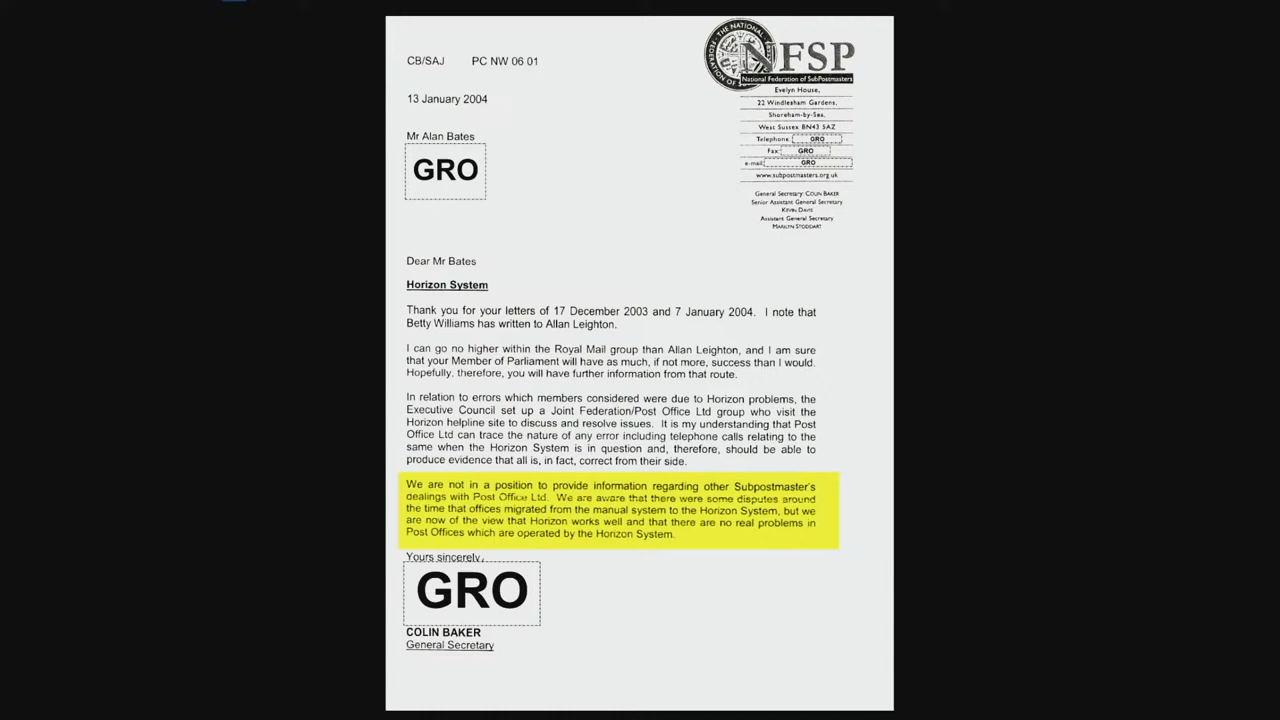 CB/SAJ PC NW 06 01
THE NATIONAL FEDERATION OF
NFSP
National Federation of SubPostmasters
Evelyn House,
22 Windlesham Gardens,
Shoreham-by-Sea,
West Sussex BN43 5AZ
Telephone: GRO
Fax: GRO
e-mail: GRO
www.subpostmasters.org.uk
General Secretary: COLIN BAKER
Senior Assistant General Secretary
KEVIN DAVIS
Assistant General Secretary
MARILYN STODDART
13 January 2004
Mr Alan Bates
GRO
Dear Mr Bates
Horizon System
Thank you for your letters of 17 December 2003 and 7 January 2004. I note that
Betty Williams has written to Allan Leighton.
I can go no higher within the Royal Mail group than Allan Leighton, and I am sure
that your Member of Parliament will have as much, if not more, success than I would.
Hopefully, therefore, you will have further information from that route.
In relation to errors which members considered were due to Horizon problems, the
Executive Council set up a Joint Federation/Post Office Ltd group who visit the
Horizon helpline site to discuss and resolve issues. It is my understanding that Post
Office Ltd can trace the nature of any error including telephone calls relating to the
same when the Horizon System is in question and, therefore, should be able to
produce evidence that all is, in fact, correct from their side.
We are not in a position to provide information regarding other Subpostmaster's
dealings with Post Office Ltd. We are aware that there were some disputes around
the time that offices migrated from the manual system to the Horizon System, but we
are now of the view that Horizon works well and that there are no real problems in
Post Offices which are operated by the Horizon System.
Yours sincerely,
GRO
COLIN BAKER
General Secretary